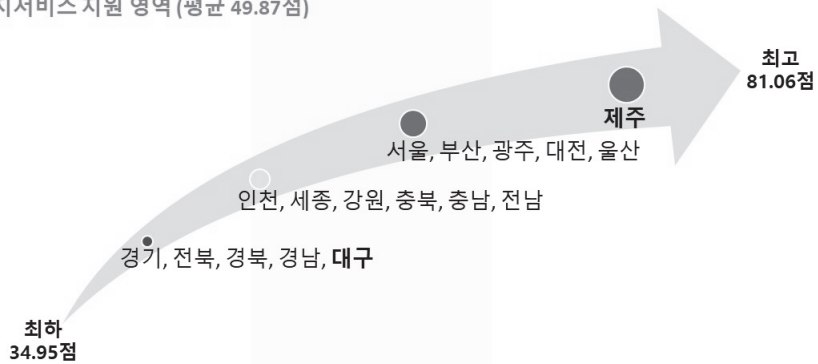 지서비스 지원 영역 (평균 49.87점)
최고
81.06점
제주
서울, 부산, 광주, 대전, 울산
인천, 세종, 강원, 충북, 충남, 전남
경기, 전북, 경북, 경남, 대구
최하
34.95점